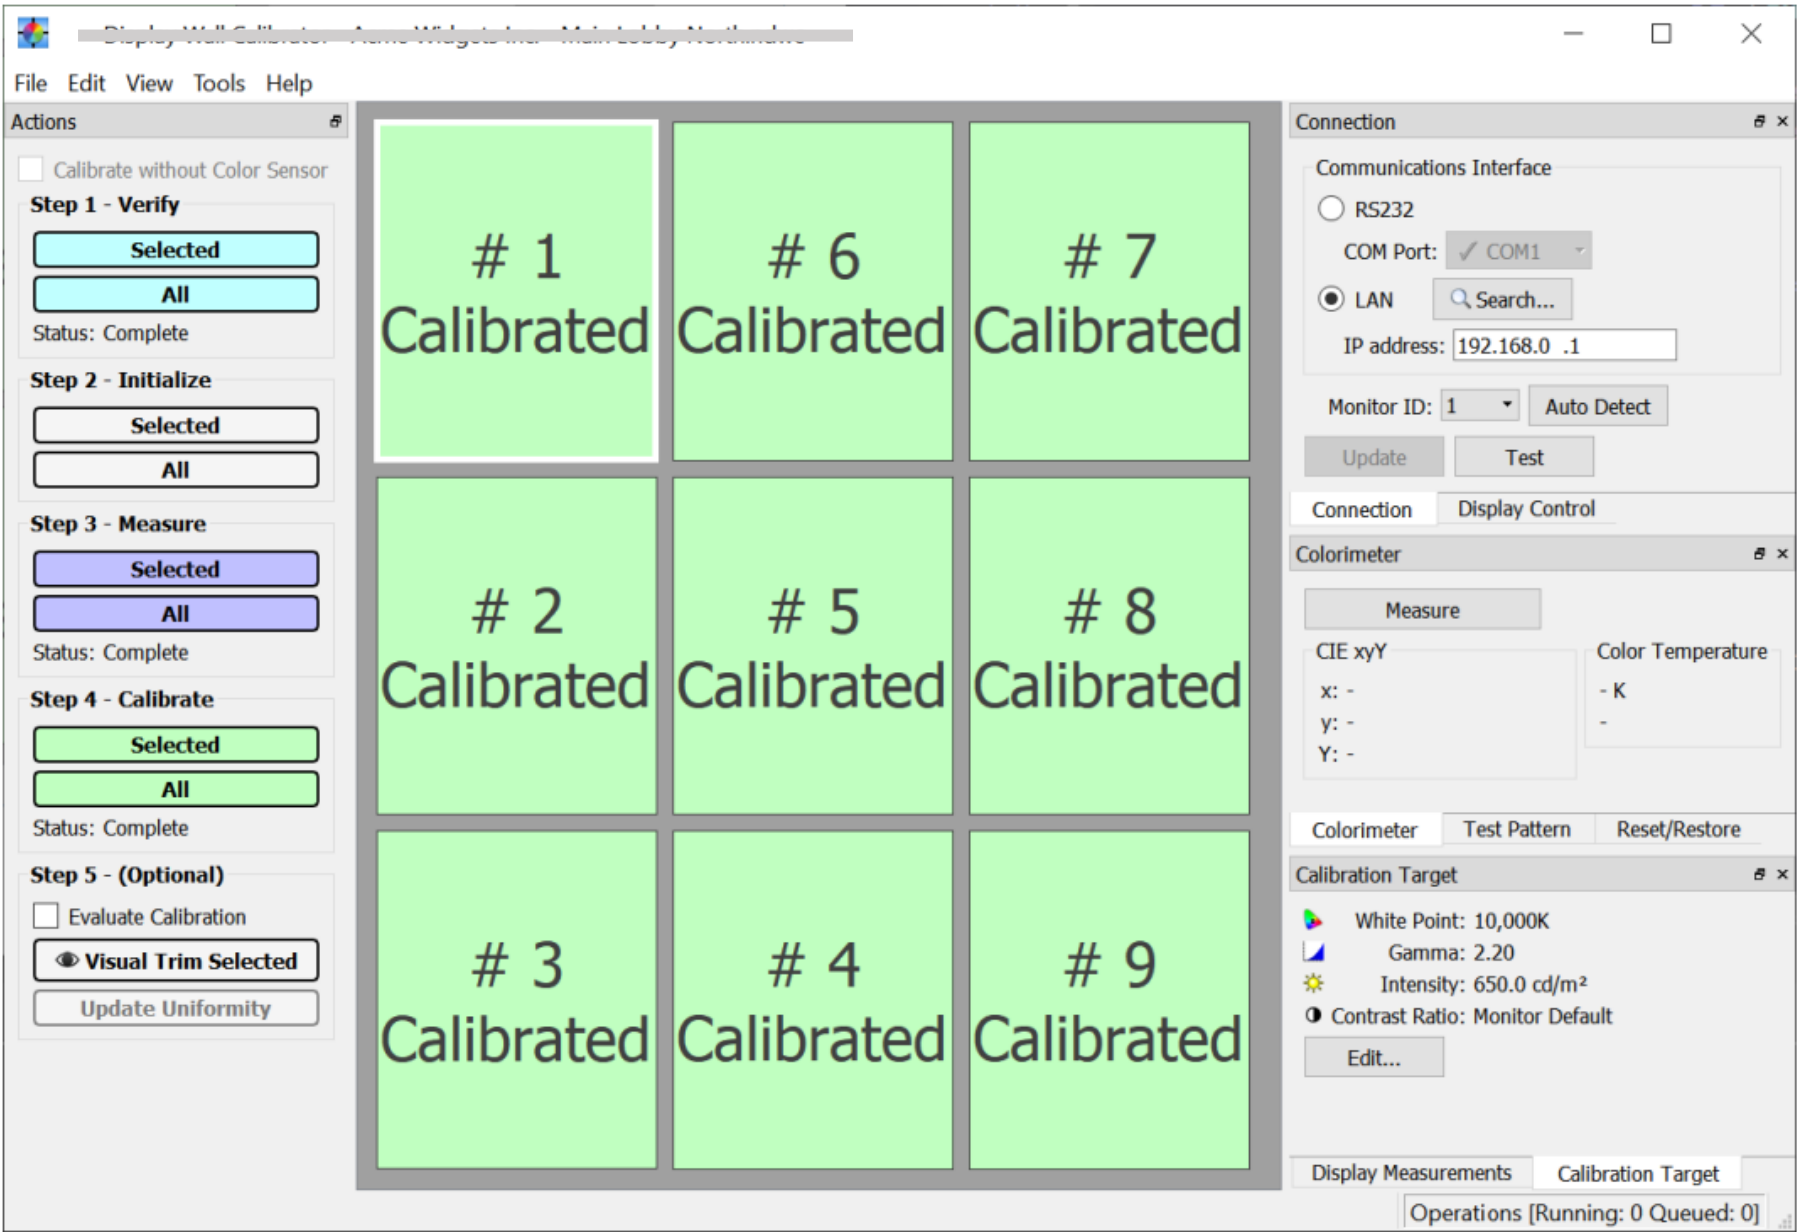 File Edit View Tools Help
Actions
Calibrate without Color Sensor
Step 1 - Verify
Selected
All
Status: Complete
Step 2 - Initialize
Selected
All
Step 3 - Measure
Selected
All
Status: Complete
Step 4 - Calibrate
Selected
All
Status: Complete
Step 5 - (Optional)
Evaluate Calibration
Visual Trim Selected
Update Uniformity
# 1
Calibrated
# 6
Calibrated
# 7
Calibrated
# 2
Calibrated
# 5
Calibrated
# 8
Calibrated
# 3
Calibrated
# 4
Calibrated
# 9
Calibrated
Connection
Communications Interface
RS232
COM Port: COM1
LAN Search...
IP address: 192.168.0 .1
Monitor ID: 1 Auto Detect
Update Test
Connection Display Control
Colorimeter
Measure
CIE xyY
x: -
y: -
Y: -
Color Temperature
- K
-
Colorimeter Test Pattern Reset/Restore
Calibration Target
White Point: 10,000K
Gamma: 2.20
Intensity: 650.0 cd/m²
Contrast Ratio: Monitor Default
Edit...
Display Measurements Calibration Target
Operations [Running: 0 Queued: 0]